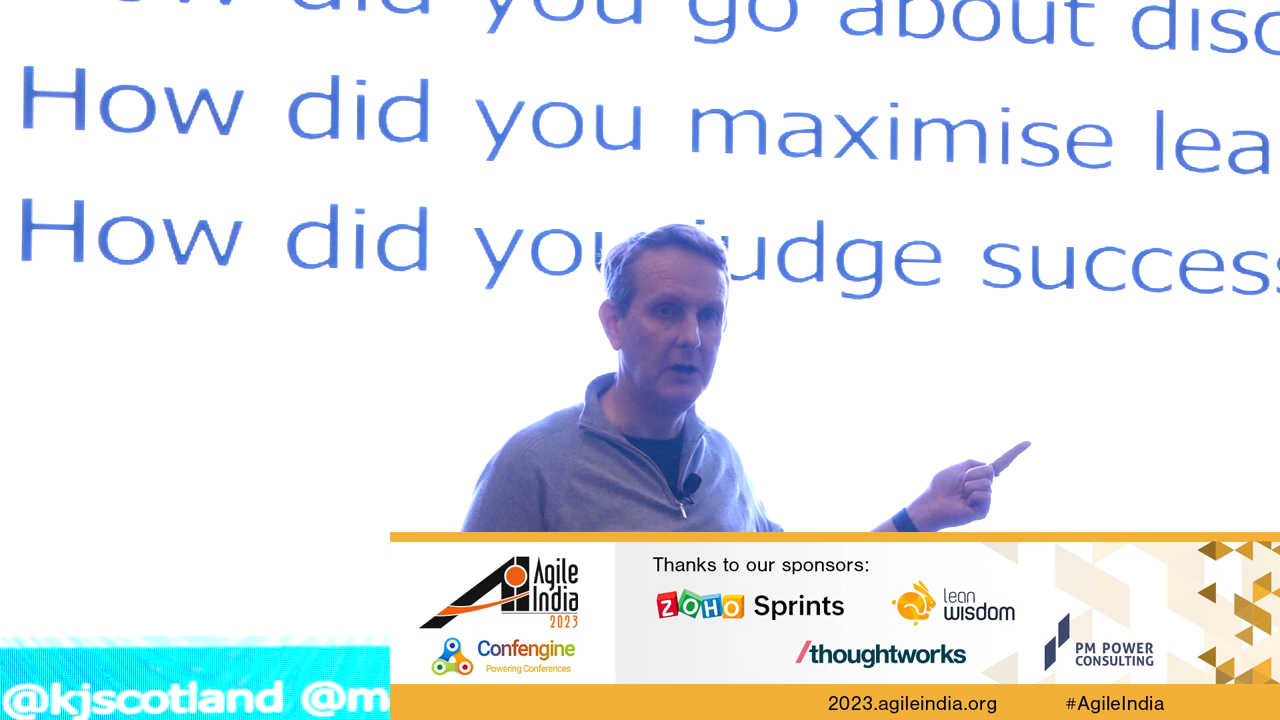 How did you go about disc
How did you maximise lea
How did you judge success
@kjscotland @m
Agile
India
2023
Confengine
Powering Conferences
Thanks to our sponsors:
ZOHO Sprints
lean
wisdom
/thoughtworks
PM POWER
CONSULTING
2023.agileindia.org #AgileIndia